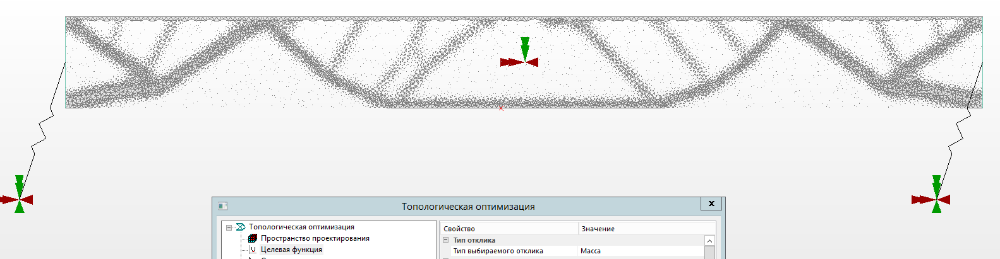 Топологическая оптимизация
x
Топологическая оптимизация
Пространство проектирования
Целевая функция
Свойство Значение
Тип отклика
Тип выбираемого отклика Масса